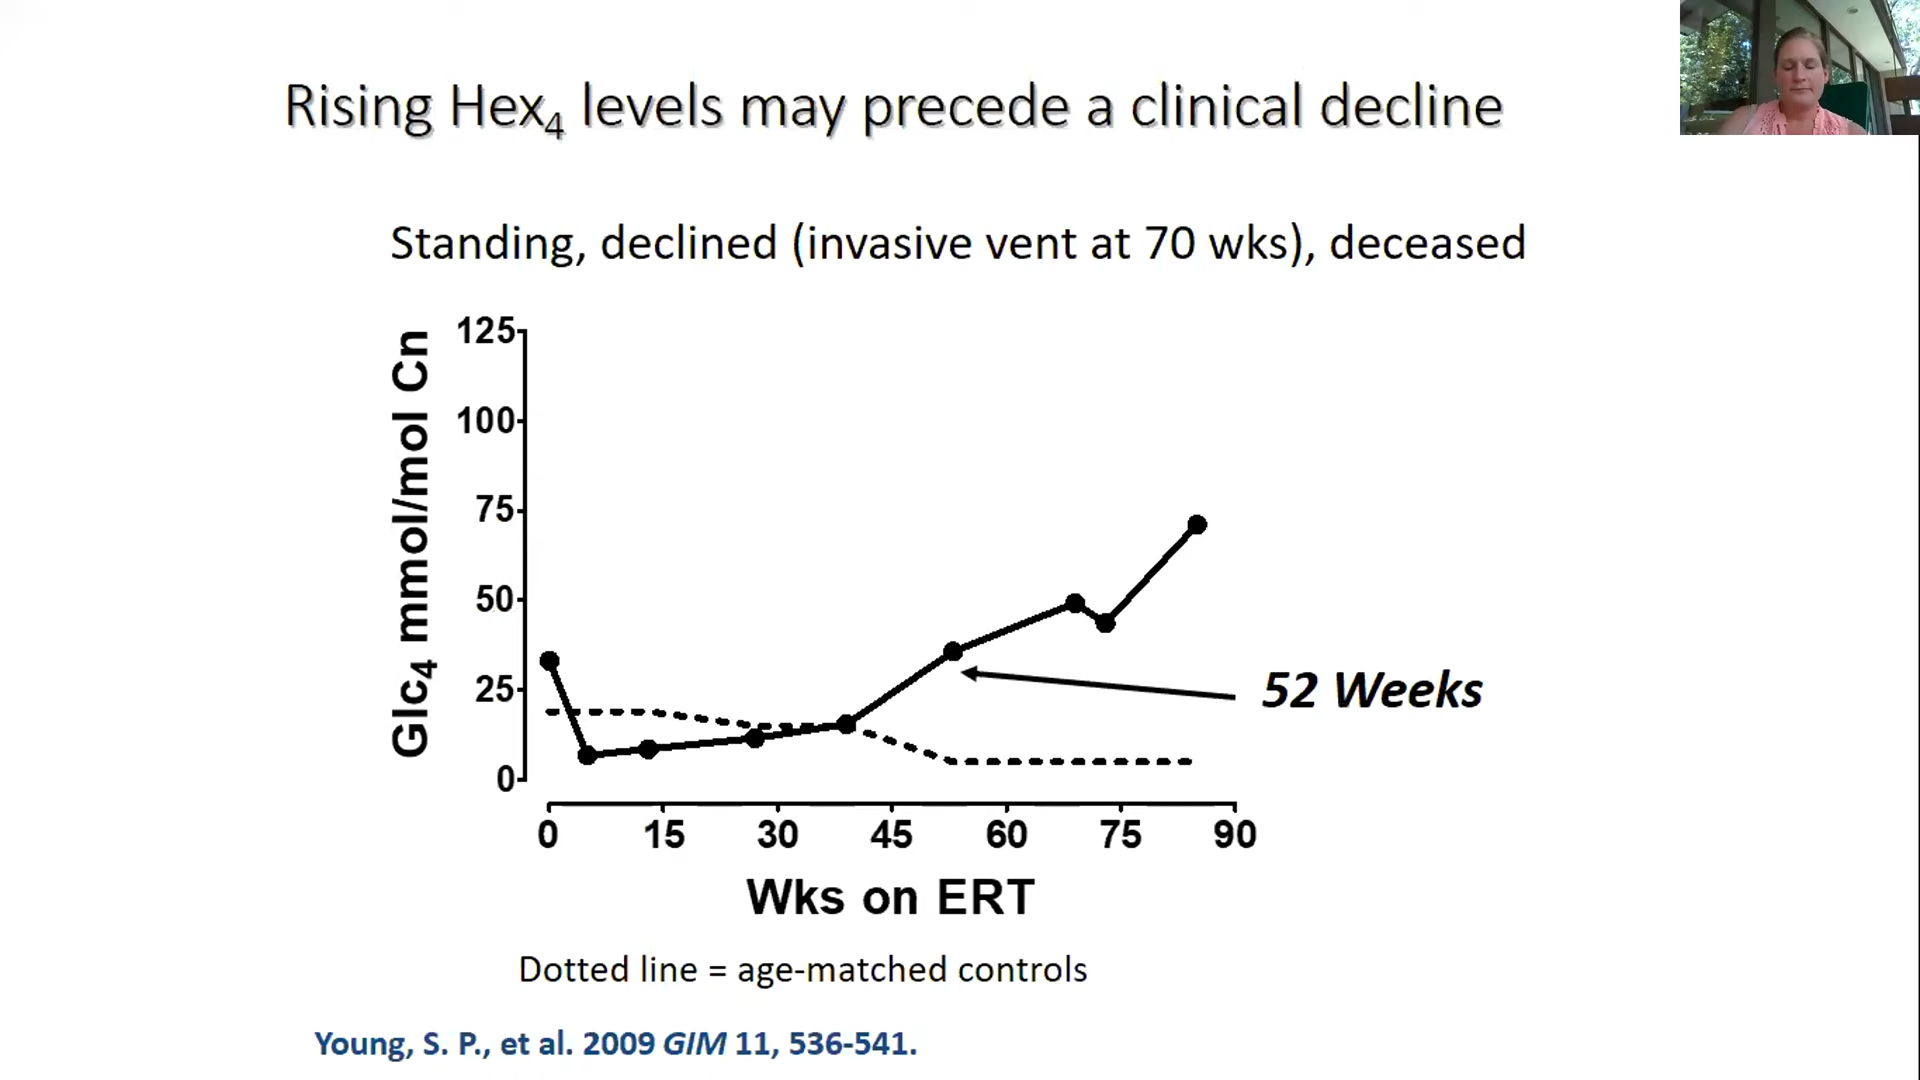 Rising Hex₄ levels may precede a clinical decline
Standing, declined (invasive vent at 70 wks), deceased
Glc₄ mmol/mol Cn
125
100
75
50
25
0
52 Weeks
0 15 30 45 60 75 90
Wks on ERT
Dotted line = age-matched controls
Young, S. P., et al. 2009 GIM 11, 536-541.